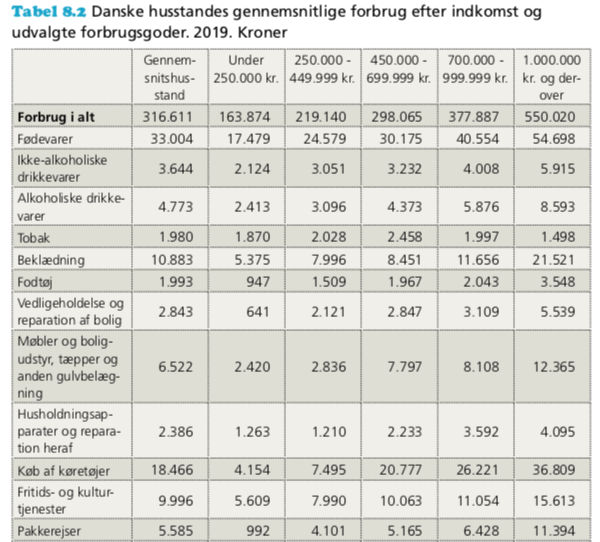 Tabel 8.2 Danske husstandes gennemsnitlige forbrug efter indkomst og
udvalgte forbrugsgoder. 2019. Kroner
Gennem-
snitshus-
stand
Under
250.000 kr.
250.000 -
449.999 kr.
450.000 -
699.999 kr.
700.000 -
999.999 kr.
1.000.000
kr. og der-
over
Forbrug i alt 316.611 163.874 219.140 298.065 377.887 550.020
Fødevarer 33.004 17.479 24.579 30.175 40.554 54.698
Ikke-alkoholiske
drikkevarer 3.644 2.124 3.051 3.232 4.008 5.915
Alkoholiske drikke-
varer 4.773 2.413 3.096 4.373 5.876 8.593
Tobak 1.980 1.870 2.028 2.458 1.997 1.498
Beklædning 10.883 5.375 7.996 8.451 11.656 21.521
Fodtøj 1.993 947 1.509 1.967 2.043 3.548
Vedligeholdelse og
reparation af bolig 2.843 641 2.121 2.847 3.109 5.539
Møbler og bolig-
udstyr, tæpper og
anden gulvbelæg-
ning 6.522 2.420 2.836 7.797 8.108 12.365
Husholdningsap-
parater og repara-
tion heraf 2.386 1.263 1.210 2.233 3.592 4.095
Køb af køretøjer 18.466 4.154 7.495 20.777 26.221 36.809
Fritids- og kultur-
tjenester 9.996 5.609 7.990 10.063 11.054 15.613
Pakkerejser 5.585 992 4.101 5.165 6.428 11.394